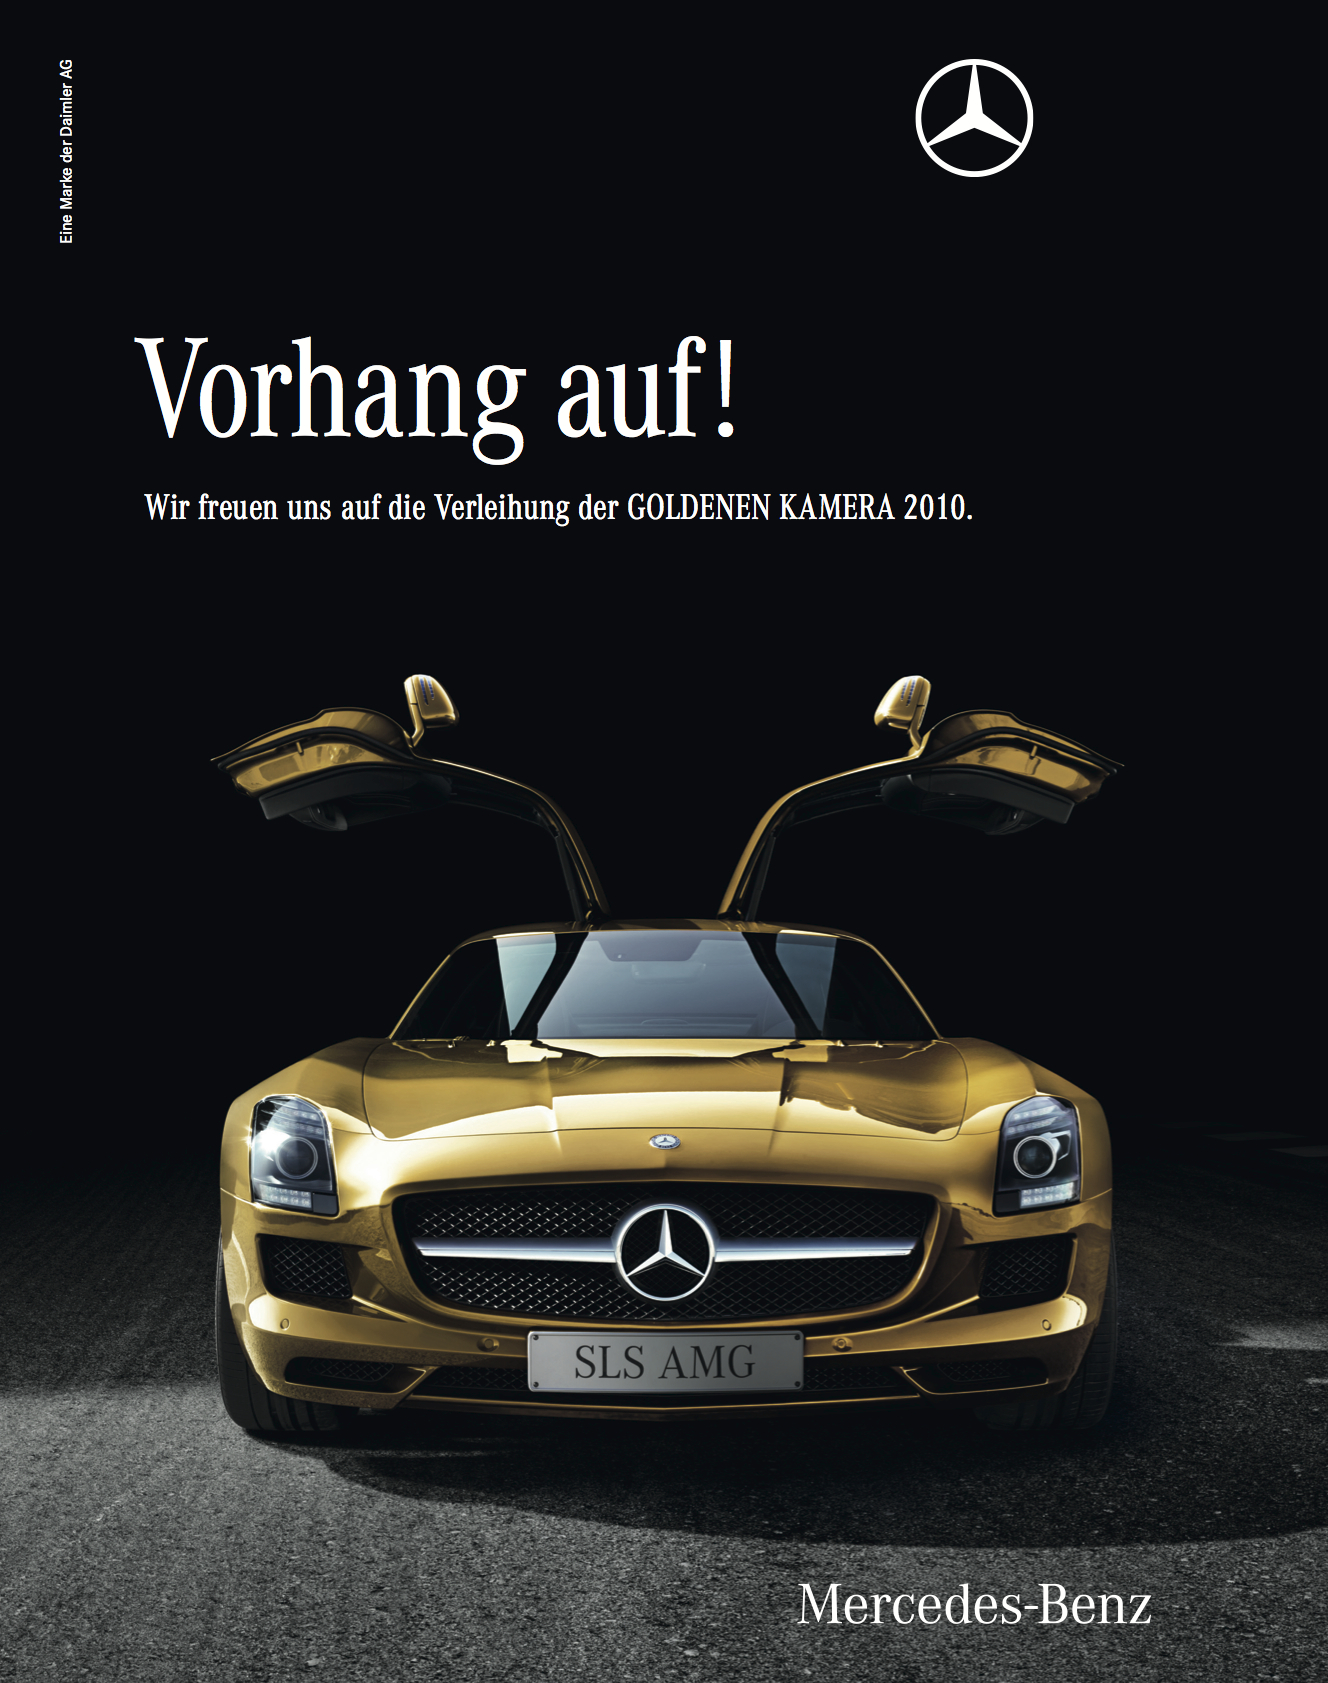 Eine Marke der Daimler AG
Vorhang auf!
Wir freuen uns auf die Verleihung der GOLDENEN KAMERA 2010.
SLS AMG
Mercedes-Benz